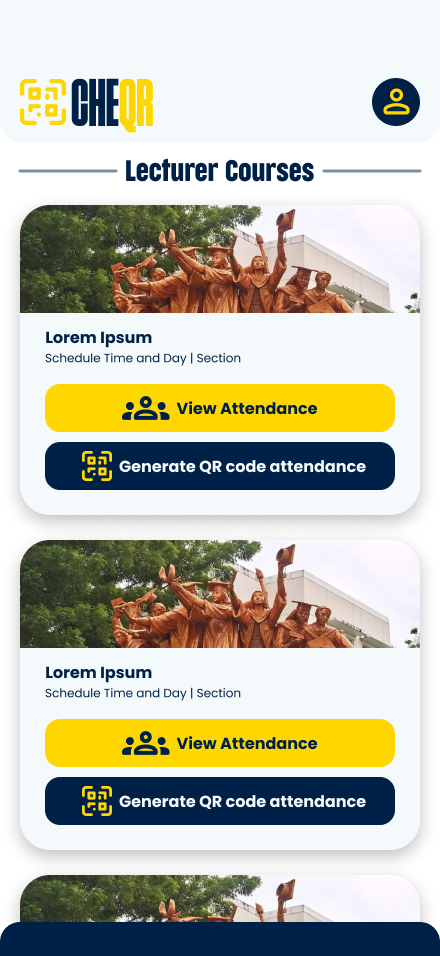 CHEQR
Lecturer Courses
Lorem Ipsum
Schedule Time and Day | Section
View Attendance
Generate QR code attendance
Lorem Ipsum
Schedule Time and Day | Section
View Attendance
Generate QR code attendance